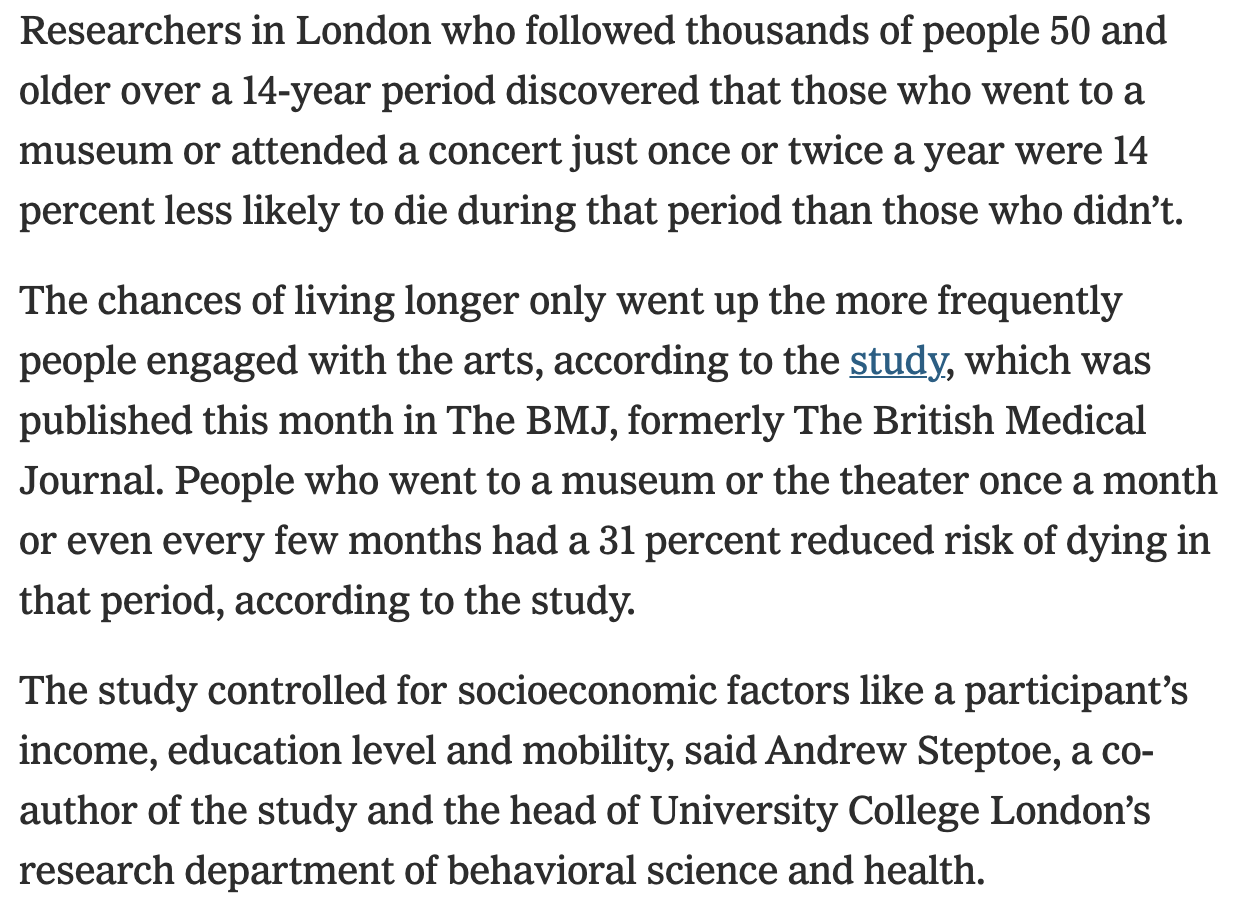 Researchers in London who followed thousands of people 50 and
older over a 14-year period discovered that those who went to a
museum or attended a concert just once or twice a year were 14
percent less likely to die during that period than those who didn’t.
The chances of living longer only went up the more frequently
people engaged with the arts, according to the study, which was
published this month in The BMJ, formerly The British Medical
Journal. People who went to a museum or the theater once a month
or even every few months had a 31 percent reduced risk of dying in
that period, according to the study.
The study controlled for socioeconomic factors like a participant’s
income, education level and mobility, said Andrew Steptoe, a co-
author of the study and the head of University College London’s
research department of behavioral science and health.